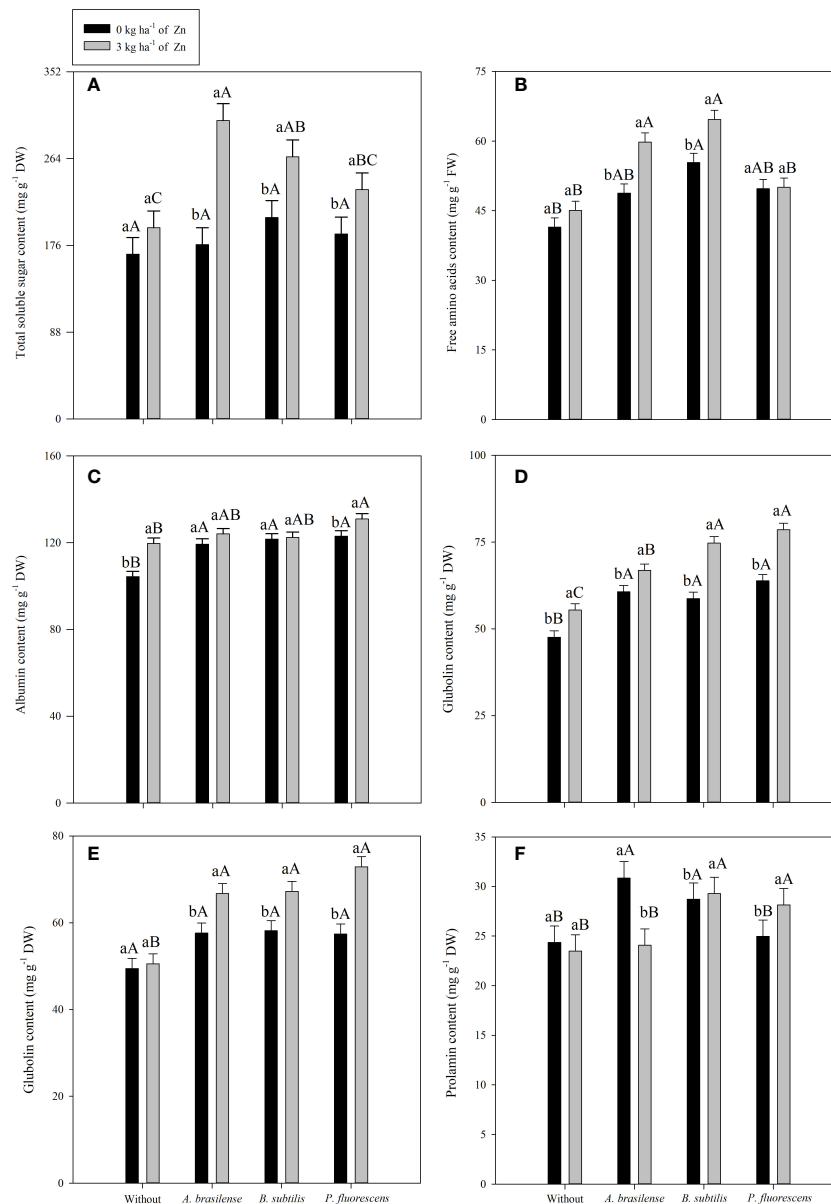 0 kg ha⁻¹ of Zn
3 kg ha⁻¹ of Zn
A
Total soluble sugar content (mg g⁻¹ DW)
352
264
176
88
0
aA
aC
bA
aA
bA
aAB
bA
aBC
B
Free amino acids content (mg g⁻¹ FW)
75
60
45
30
15
0
aB
aB
bAB
aA
bA
aA
aAB
aB
C
Albumin content (mg g⁻¹ DW)
160
120
80
40
0
bB
aB
aA
aAB
aA
aAB
bA
aA
D
Glubolin content (mg g⁻¹ DW)
100
75
50
25
0
bB
aC
bA
aB
bA
aA
bA
aA
E
Glubolin content (mg g⁻¹ DW)
80
60
40
20
0
aA
aB
bA
aA
bA
aA
bA
aA
Without
A. brasilense
B. subtilis
P. fluorescens
F
Prolamin content (mg g⁻¹ DW)
35
30
25
20
15
10
5
0
aB
aB
aA
bB
bA
aA
bB
aA
Without
A. brasilense
B. subtilis
P. fluorescens